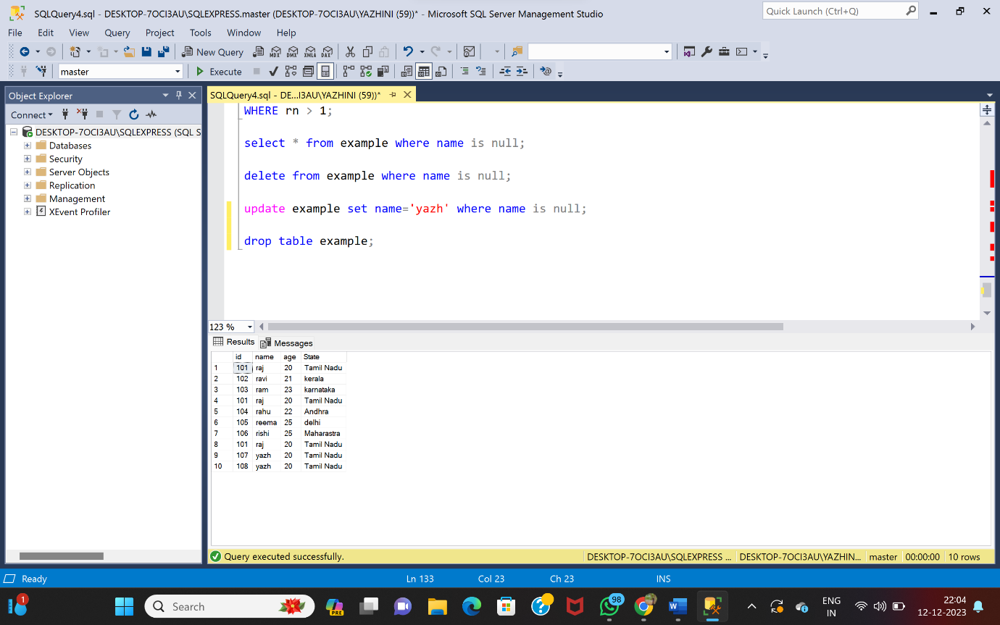 SQLQuery4.sql - DESKTOP-7OCI3AU\SQLEXPRESS.master (DESKTOP-7OCI3AU\YAZHINI (59))* - Microsoft SQL Server Management Studio
Quick Launch (Ctrl+Q)
File Edit View Query Project Tools Window Help
New Query MDX DMX XMLA DAX
master Execute
Object Explorer
SQLQuery4.sql - DE...I3AU\YAZHINI (59))*
Connect
DESKTOP-7OCI3AU\SQLEXPRESS (SQL S
Databases
Security
Server Objects
Replication
Management
XEvent Profiler
WHERE rn > 1;
select * from example where name is null;
delete from example where name is null;
update example set name='yazh' where name is null;
drop table example;
123 %
Results Messages
id name age State
1 101 raj 20 Tamil Nadu
2 102 ravi 21 kerala
3 103 ram 23 karnataka
4 101 raj 20 Tamil Nadu
5 104 rahu 22 Andhra
6 105 reema 25 delhi
7 106 rishi 25 Maharastra
8 101 raj 20 Tamil Nadu
9 107 yazh 20 Tamil Nadu
10 108 yazh 20 Tamil Nadu
Query executed successfully. DESKTOP-7OCI3AU\SQLEXPRESS ... DESKTOP-7OCI3AU\YAZHIN... master 00:00:00 10 rows
Ready Ln 133 Col 23 Ch 23 INS
1 Search PRE 98 W ENG IN 22:04
12-12-2023